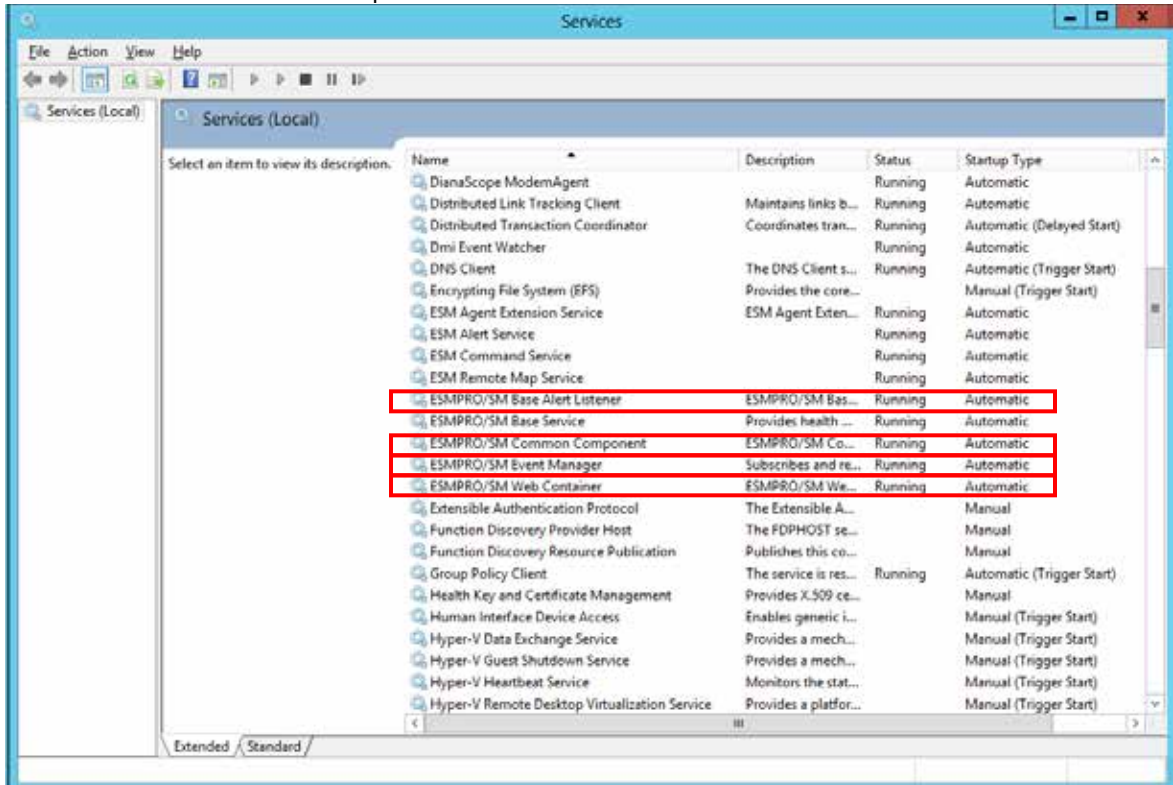 Services
File Action View Help
Services (Local)
Services (Local)
Select an item to view its description.
Name Description Status Startup Type
DianaScope ModemAgent Running Automatic
Distributed Link Tracking Client Maintains links b... Running Automatic
Distributed Transaction Coordinator Coordinates tran... Running Automatic (Delayed Start)
Dmi Event Watcher Running Automatic
DNS Client The DNS Client s... Running Automatic (Trigger Start)
Encrypting File System (EFS) Provides the core... Manual (Trigger Start)
ESM Agent Extension Service ESM Agent Exten... Running Automatic
ESM Alert Service Running Automatic
ESM Command Service Running Automatic
ESM Remote Map Service Running Automatic
ESMPRO/SM Base Alert Listener ESMPRO/SM Bas... Running Automatic
ESMPRO/SM Base Service Provides health ... Running Automatic
ESMPRO/SM Common Component ESMPRO/SM Co... Running Automatic
ESMPRO/SM Event Manager Subscribes and re... Running Automatic
ESMPRO/SM Web Container ESMPRO/SM We... Running Automatic
Extensible Authentication Protocol The Extensible A... Manual
Function Discovery Provider Host The FDPHOST se... Manual
Function Discovery Resource Publication Publishes this co... Manual
Group Policy Client The service is res... Running Automatic (Trigger Start)
Health Key and Certificate Management Provides X.509 ce... Manual
Human Interface Device Access Enables generic i... Manual (Trigger Start)
Hyper-V Data Exchange Service Provides a mech... Manual (Trigger Start)
Hyper-V Guest Shutdown Service Provides a mech... Manual (Trigger Start)
Hyper-V Heartbeat Service Monitors the stat... Manual (Trigger Start)
Hyper-V Remote Desktop Virtualization Service Provides a platfor... Manual (Trigger Start)
Extended Standard